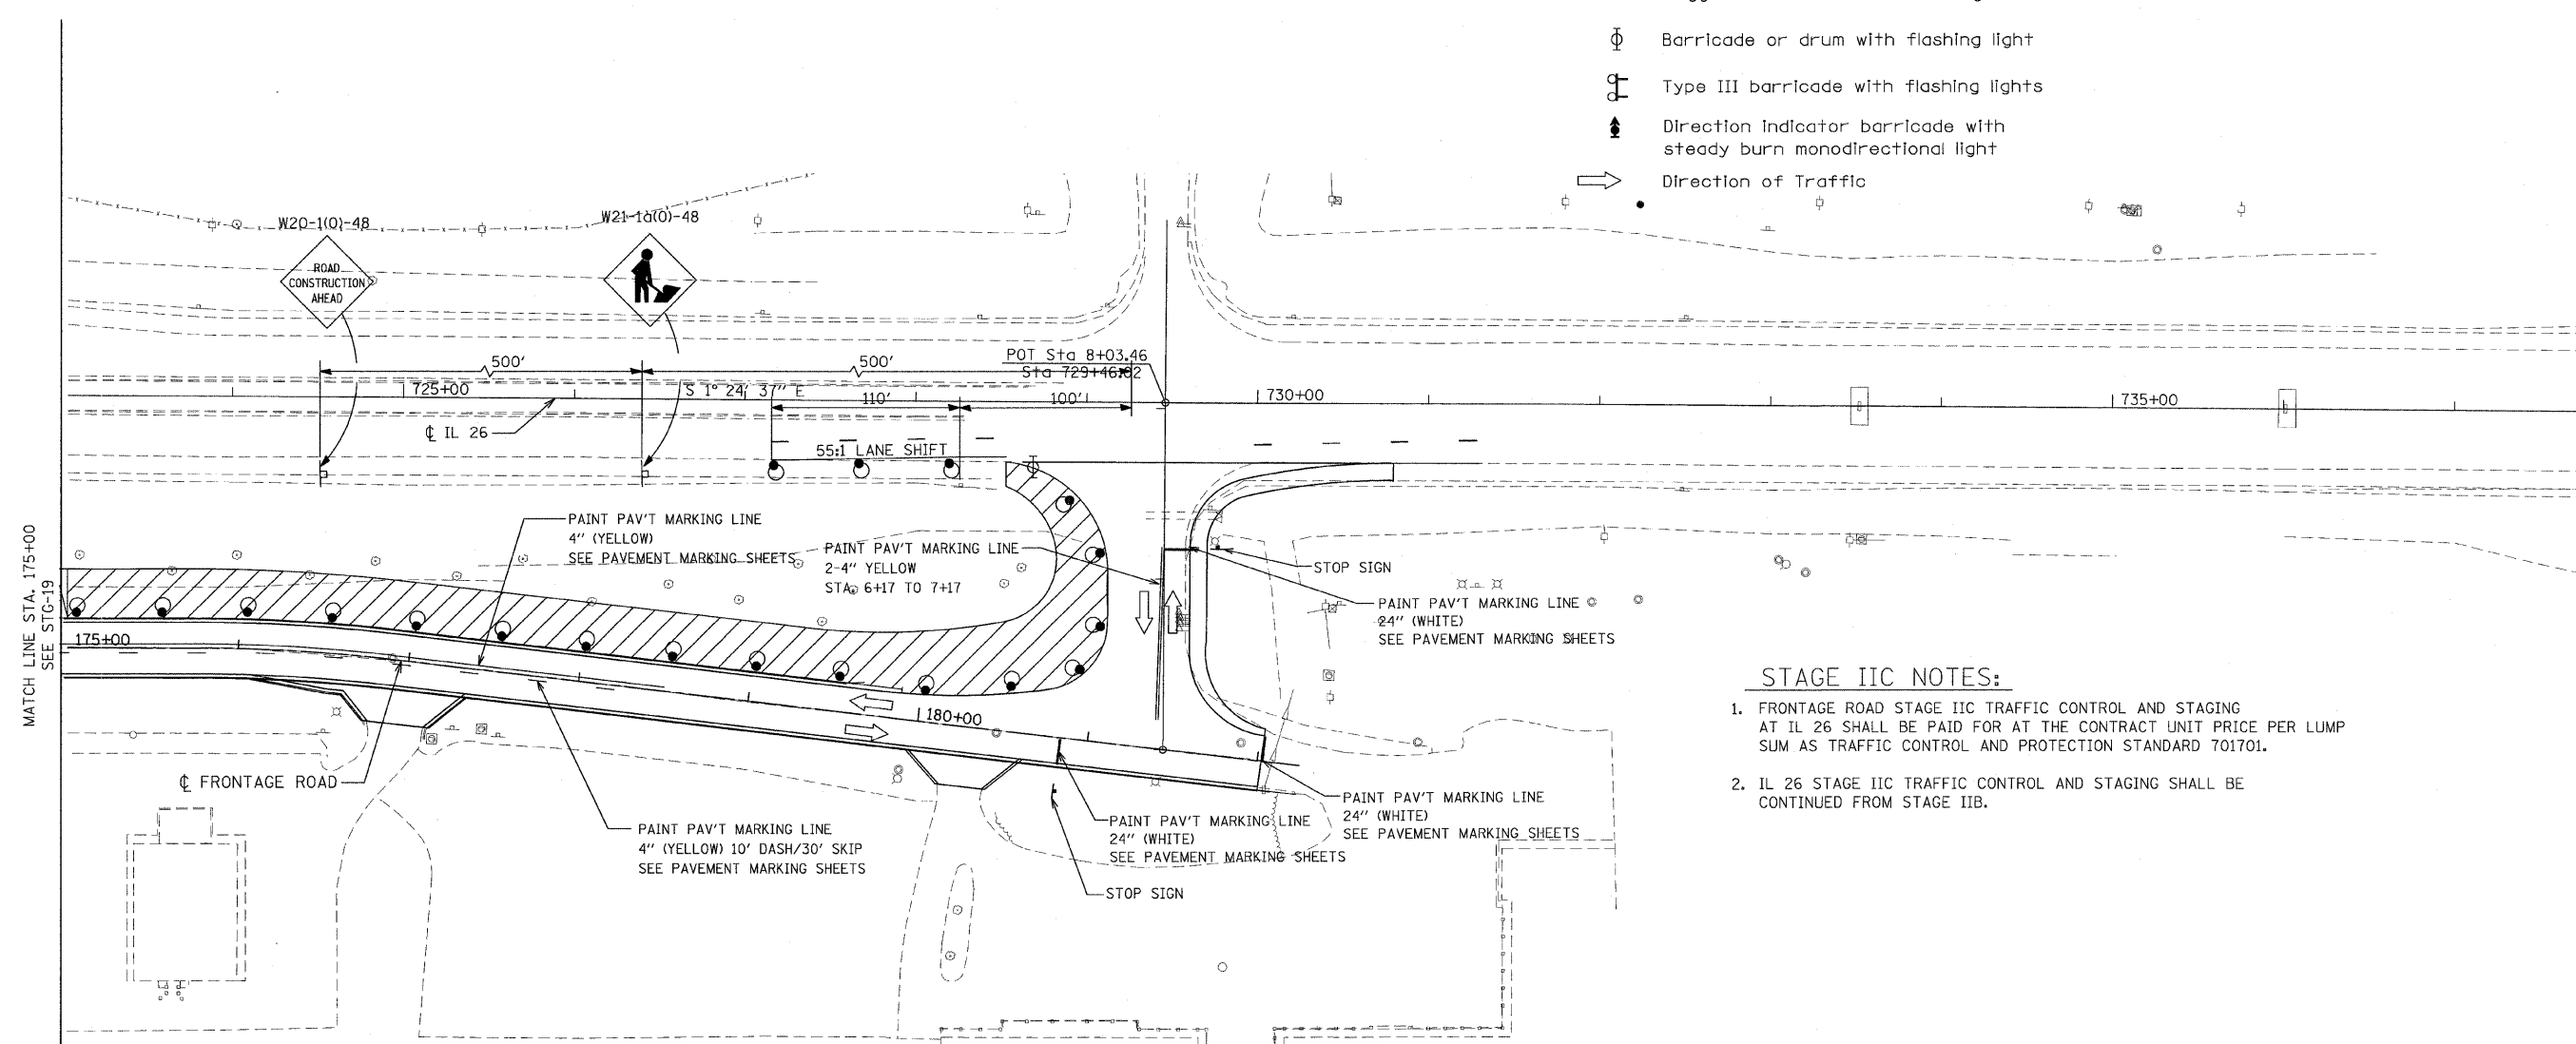 Barricade or drum with flashing light
Type III barricade with flashing lights
Direction indicator barricade with
steady burn monodirectional light
Direction of Traffic
W20-1(O)-48
W21-1a(O)-48
ROAD
CONSTRUCTION
AHEAD
500'
500'
POT Sta 8+03.46
Sta 729+46.02
725+00
S 1° 24' 37" E
110'
100'
730+00
735+00
℄ IL 26
55:1 LANE SHIFT
PAINT PAV'T MARKING LINE
4" (YELLOW)
SEE PAVEMENT MARKING SHEETS
PAINT PAV'T MARKING LINE
2-4" YELLOW
STA. 6+17 TO 7+17
STOP SIGN
PAINT PAV'T MARKING LINE
24" (WHITE)
SEE PAVEMENT MARKING SHEETS
MATCH LINE STA. 175+00
SEE STG-19
175+00
180+00
℄ FRONTAGE ROAD
PAINT PAV'T MARKING LINE
4" (YELLOW) 10' DASH/30' SKIP
SEE PAVEMENT MARKING SHEETS
PAINT PAV'T MARKING LINE
24" (WHITE)
SEE PAVEMENT MARKING SHEETS
PAINT PAV'T MARKING LINE
24" (WHITE)
SEE PAVEMENT MARKING SHEETS
STOP SIGN
STAGE IIC NOTES:
1. FRONTAGE ROAD STAGE IIC TRAFFIC CONTROL AND STAGING
AT IL 26 SHALL BE PAID FOR AT THE CONTRACT UNIT PRICE PER LUMP
SUM AS TRAFFIC CONTROL AND PROTECTION STANDARD 701701.
2. IL 26 STAGE IIC TRAFFIC CONTROL AND STAGING SHALL BE
CONTINUED FROM STAGE IIB.